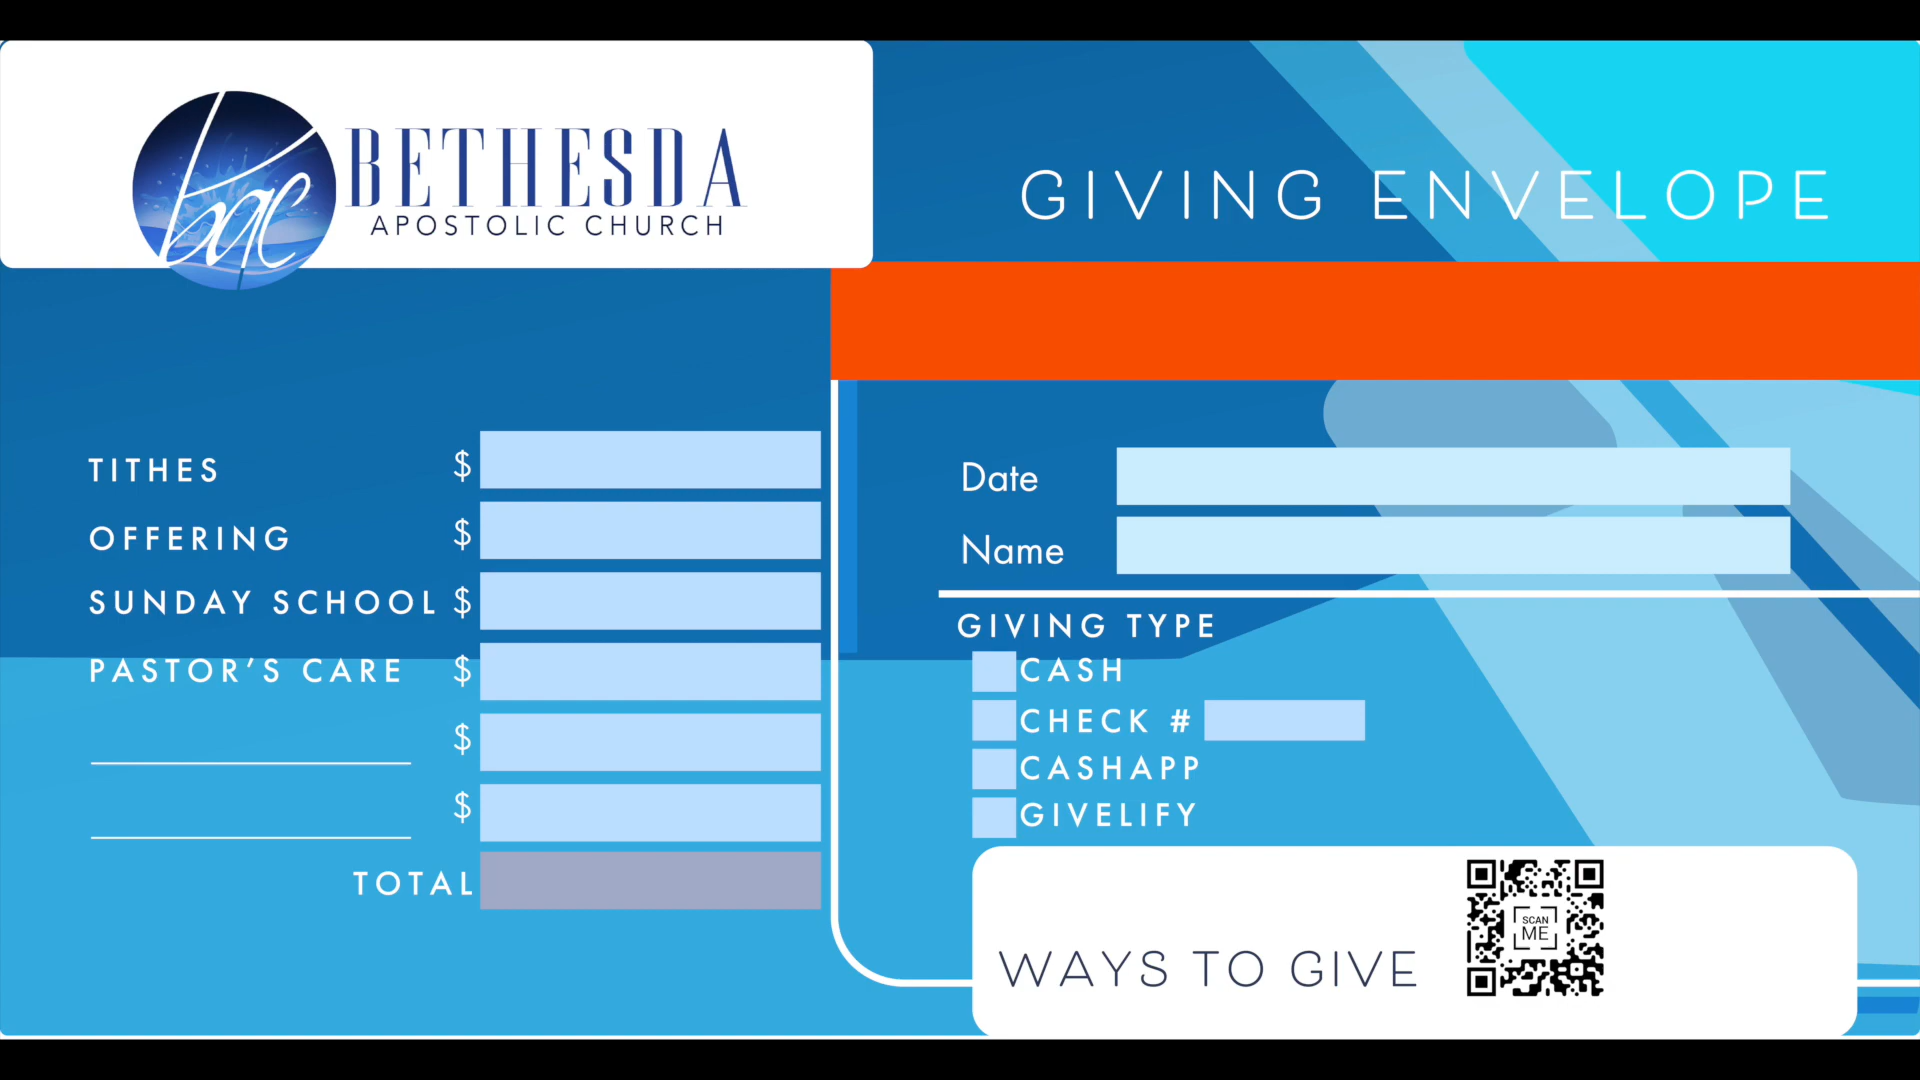 bac
BETHESDA
APOSTOLIC CHURCH
GIVING ENVELOPE
TITHES $
OFFERING $
SUNDAY SCHOOL $
PASTOR'S CARE $
$
$
TOTAL
Date
Name
GIVING TYPE
CASH
CHECK #
CASHAPP
GIVELIFY
WAYS TO GIVE
SCAN
ME